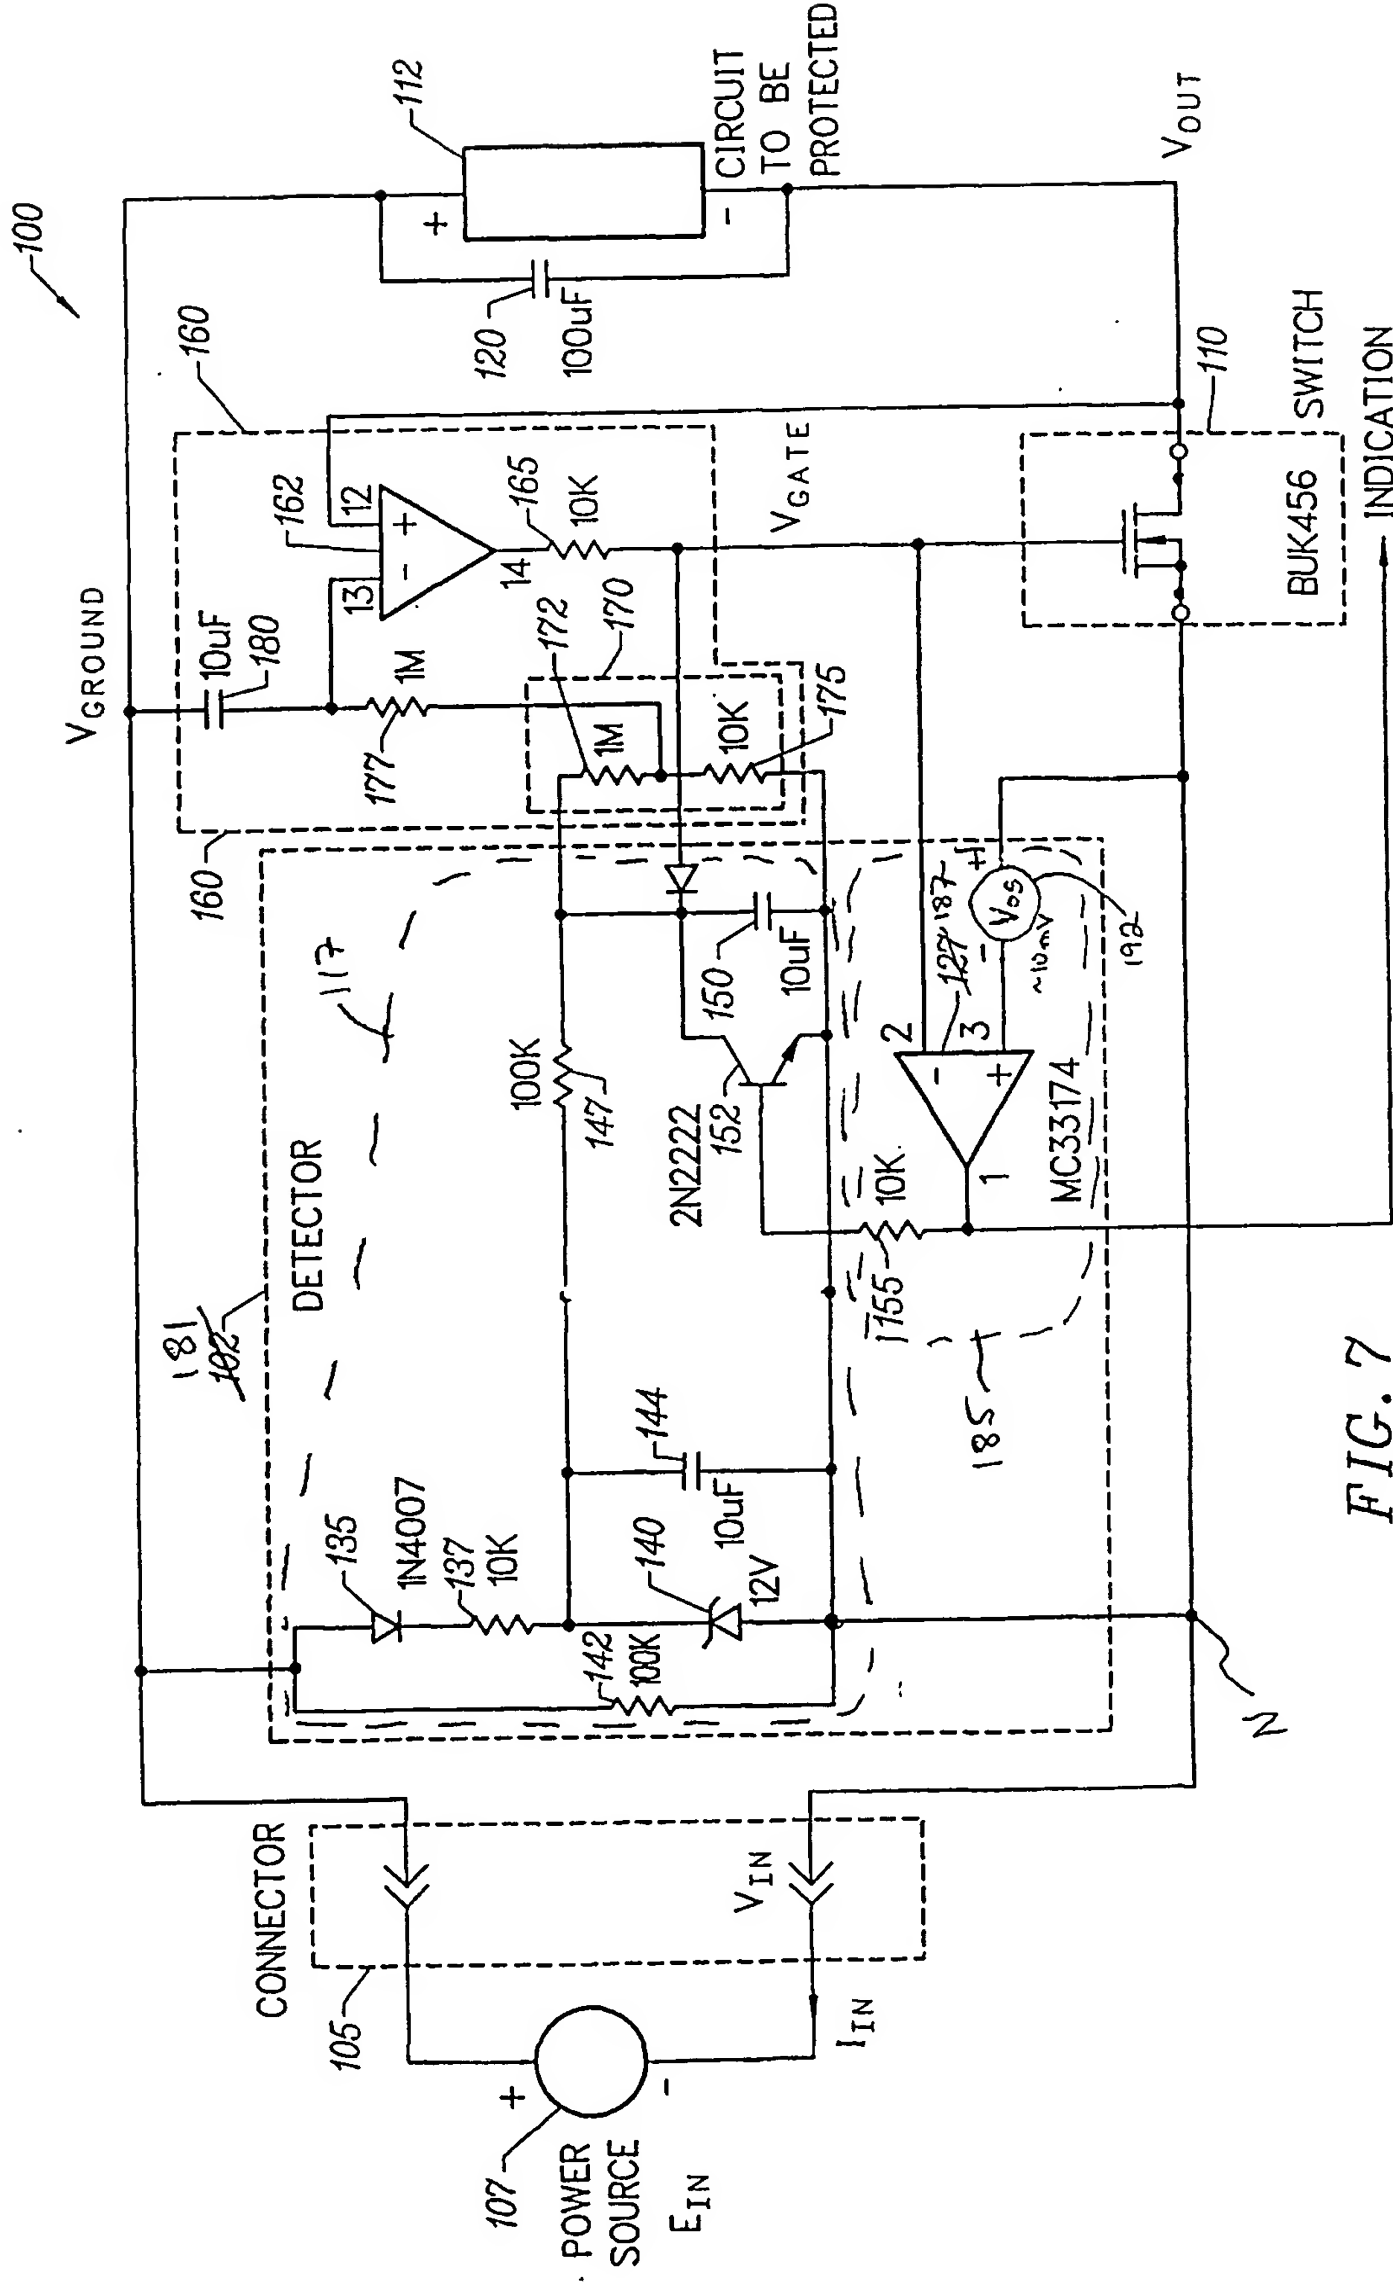 100
VGROUND
10uF
180
160
160
13
12
162
1M
177
14
165
10K
172
170
1M
10K
175
VGATE
112
+
-
120
100uF
CIRCUIT
TO BE
PROTECTED
VOUT
110
SWITCH
BUK456
INDICATION
181
102
DETECTOR
117
135
1N4007
137
10K
142
100K
140
12V
144
10uF
100K
147
2N2222
152
150
10uF
155
10K
127
187
2
3
1
-
+
MC33174
185
+
VOS
-
~10mV
192
N
CONNECTOR
105
VIN
IIN
107
+
-
POWER
SOURCE
EIN
FIG. 7